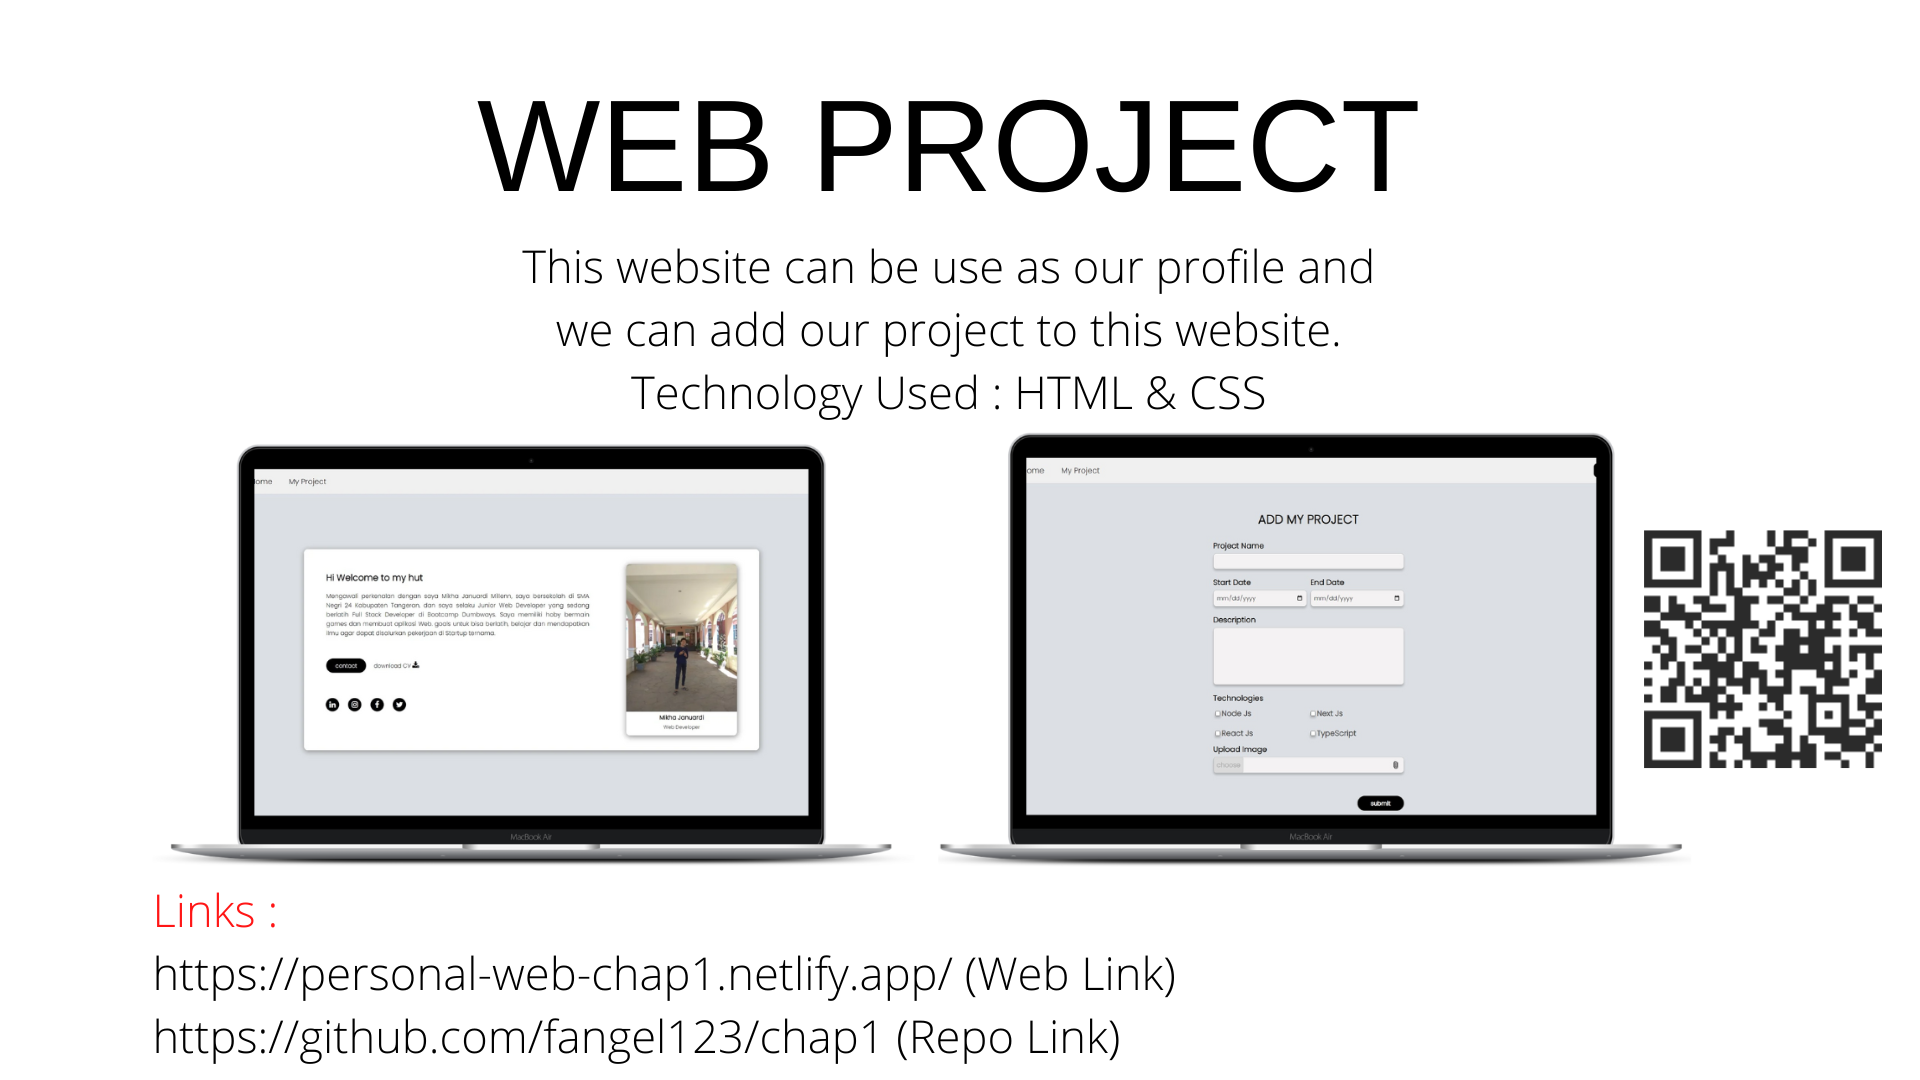 WEB PROJECT
This website can be use as our profile and
we can add our project to this website.
Technology Used : HTML & CSS
ome My Project
Hi Welcome to my hut
Mengawali perkenalan dengan saya Mikha Januardi Milenn, saya bersekolah di SMA
Negri 24 Kabupaten Tangeran, dan saya selaku Junior Web Developer yang sedang
berlatih Full Stack Developer di Bootcamp Dumbways. Saya memiliki hoby bermain
games dan membuat aplikasi Web. goals untuk bisa berlatih, belajar dan mendapatkan
ilmu agar dapat disalurkan pekerjaan di Startup ternama.
contact download CV
Mikha Januardi
Web Developer
MacBook Air
ome My Project
ADD MY PROJECT
Project Name
Start Date End Date
mm/dd/yyyy mm/dd/yyyy
Description
Technologies
Node Js Next Js
React Js TypeScript
Upload Image
choose
submit
MacBook Air
Links :
https://personal-web-chap1.netlify.app/ (Web Link)
https://github.com/fangel123/chap1 (Repo Link)